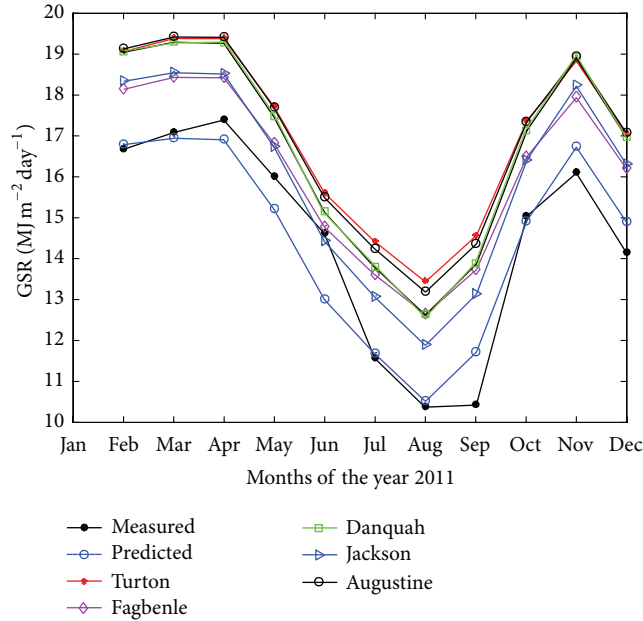 20
19
18
17
16
15
14
13
12
11
10
GSR (MJ m⁻² day⁻¹)
Jan Feb Mar Apr May Jun Jul Aug Sep Oct Nov Dec
Months of the year 2011
Measured
Predicted
Turton
Fagbenle
Danquah
Jackson
Augustine